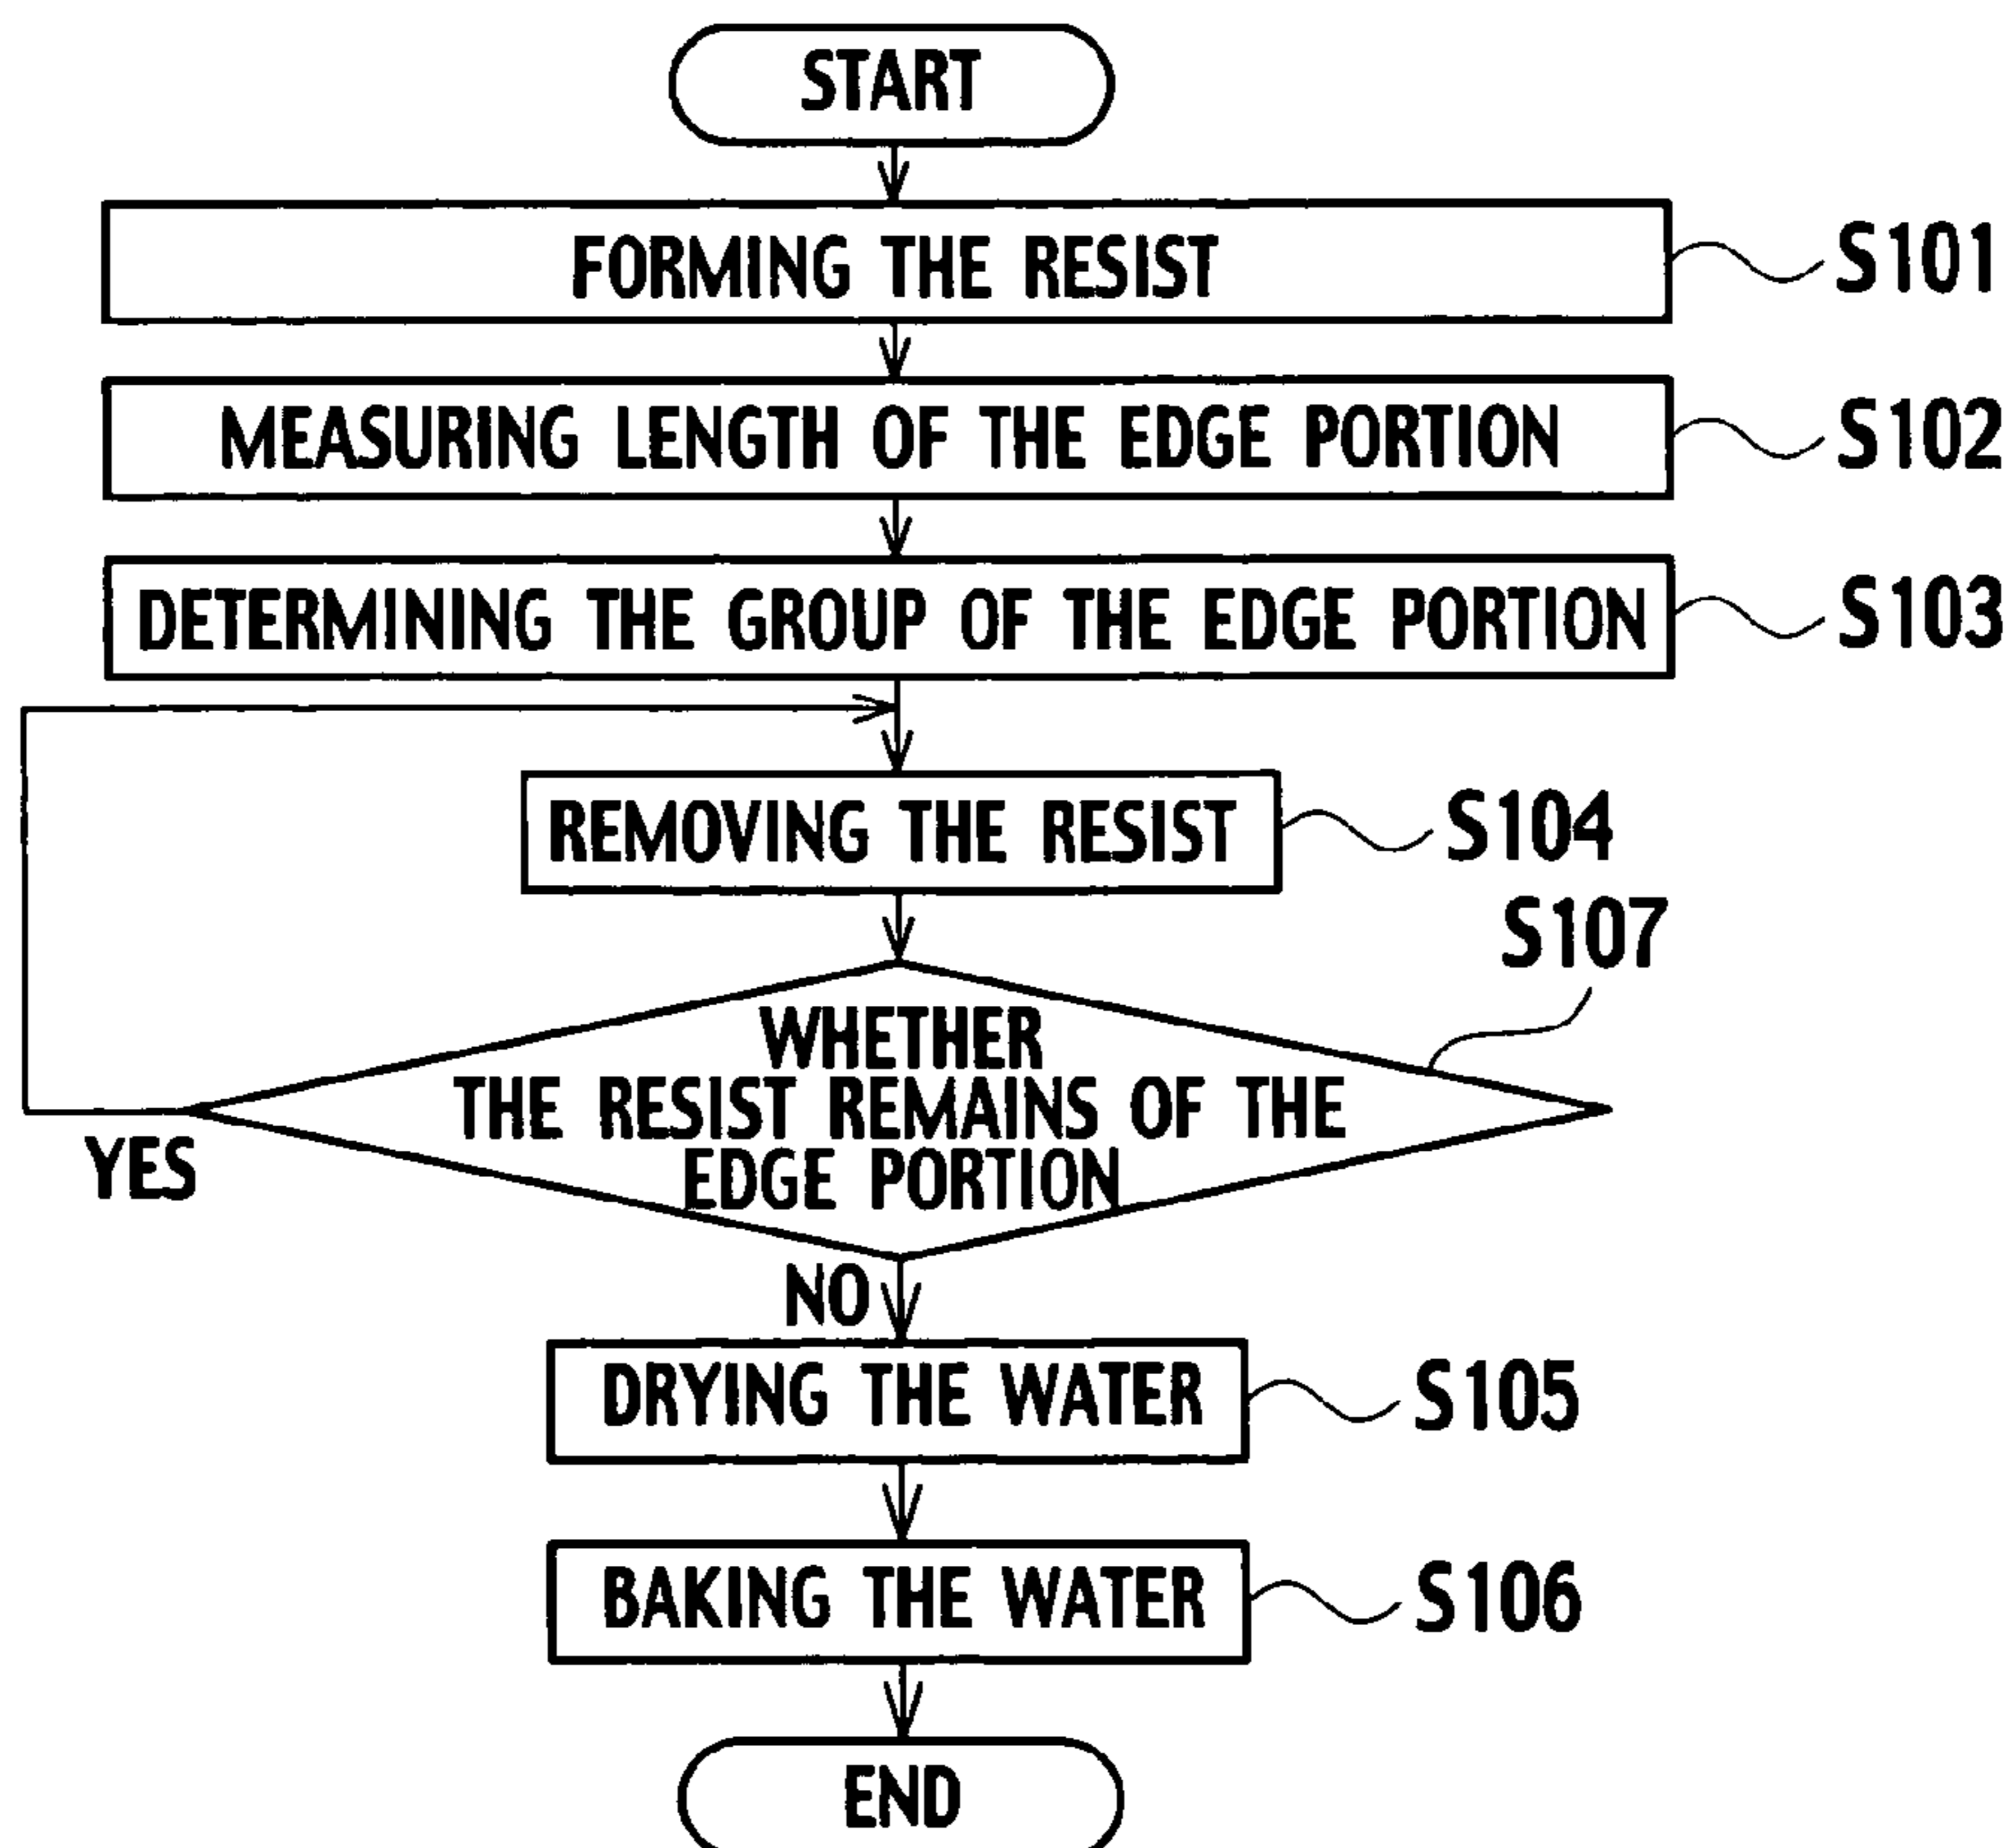 START
FORMING THE RESIST
S101
MEASURING LENGTH OF THE EDGE PORTION
S102
DETERMINING THE GROUP OF THE EDGE PORTION
S103
REMOVING THE RESIST
S104
S107
WHETHER
THE RESIST REMAINS OF THE
EDGE PORTION
YES
NO
DRYING THE WATER
S105
BAKING THE WATER
S106
END